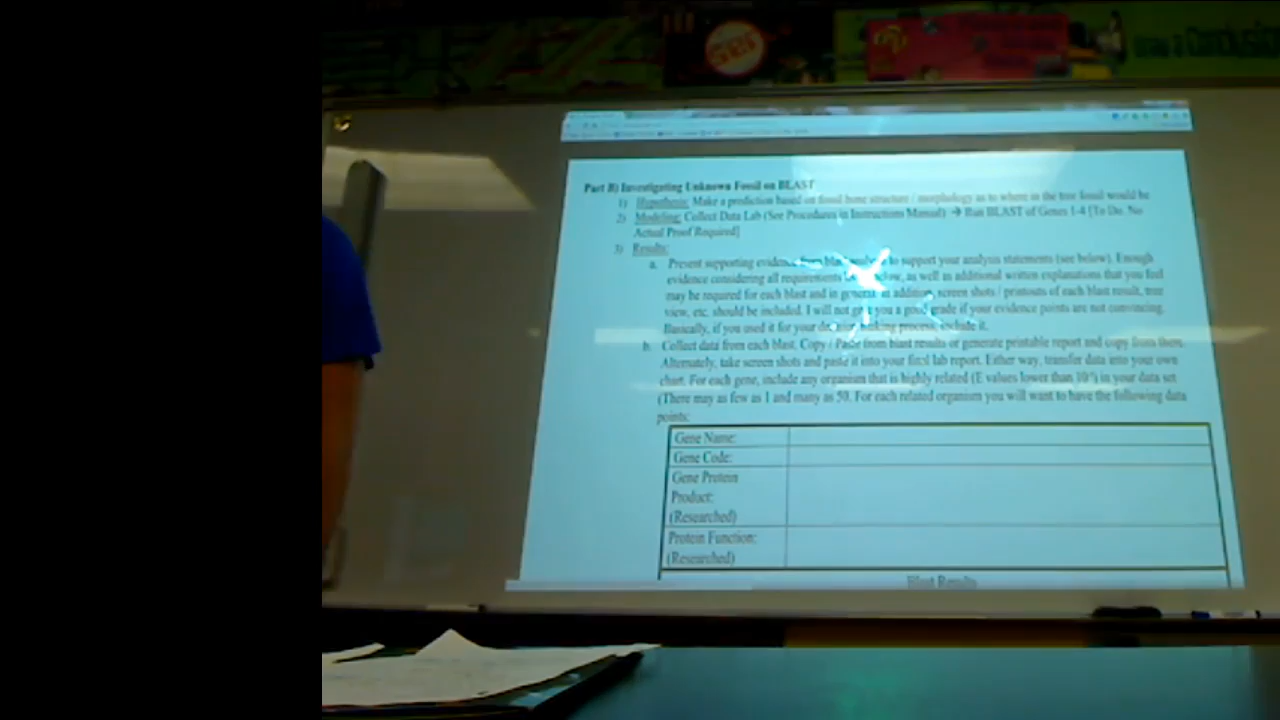 Part B) Investigating Unknown Fossil on BLAST
1) Hypothesis: Make a prediction based on fossil bone structure / morphology as to where in the tree fossil would be
2) Modeling: Collect Data Lab (See Procedures in Instructions Manual) → Run BLAST of Genes 1-4 [To Do. No
Actual Proof Required]
3) Results:
a. Present supporting evidence from blast to support your analysis statements (see below). Enough
evidence considering all requirements below, as well as additional written explanations that you feel
may be required for each blast and in general. In addition, screen shots / printouts of each blast result, tree
view, etc. should be included. I will not give you a good grade if your evidence points are not convincing.
Basically, if you used it for your decision making process, include it.
b. Collect data from each blast. Copy / Paste from blast results or generate printable report and copy from there.
Alternately, take screen shots and paste it into your final lab report. Either way, transfer data into your own
chart. For each gene, include any organism that is highly related (E values lower than 10 ) in your data set
(There may as few as 1 and many as 50. For each related organism you will want to have the following data
points:
Gene Name:
Gene Code:
Gene Protein
Product:
(Researched)
Protein Function:
(Researched)
Blast Results